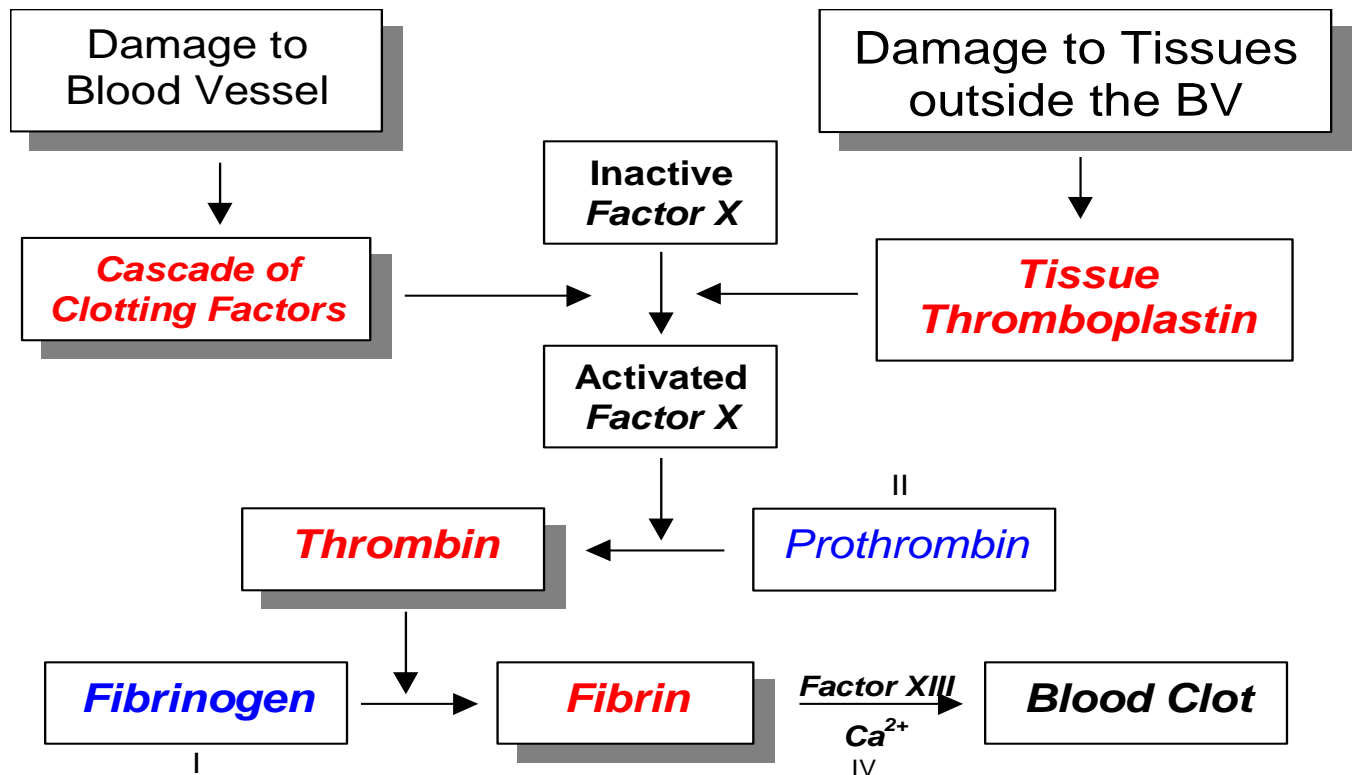 Damage to
Blood Vessel
Damage to Tissues
outside the BV
Inactive
Factor X
Cascade of
Clotting Factors
Tissue
Thromboplastin
Activated
Factor X
II
Thrombin
Prothrombin
Fibrinogen
Fibrin
Factor XIII
Ca²⁺
IV
Blood Clot
I